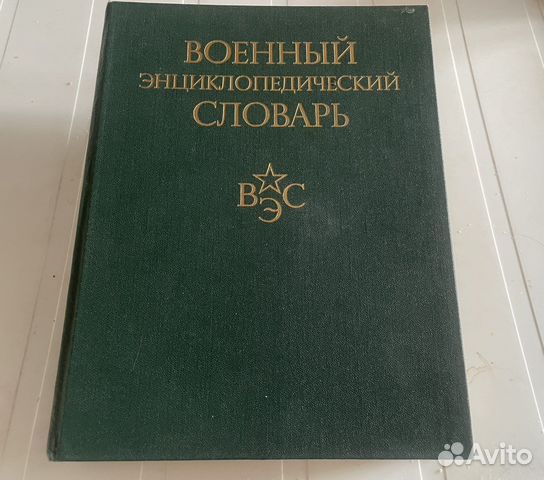 ВОЕННЫЙ
ЭНЦИКЛОПЕДИЧЕСКИЙ
СЛОВАРЬ
ВЭС
Avito